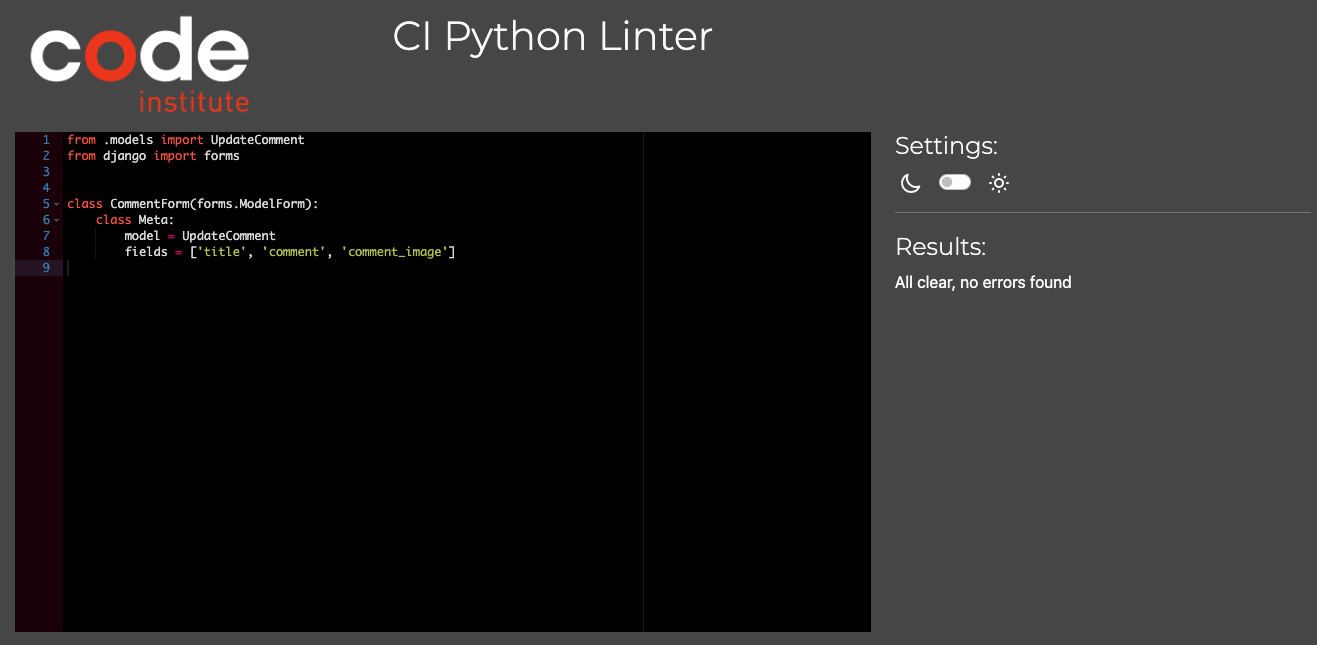 code
institute
CI Python Linter
1 from .models import UpdateComment
2 from django import forms
3
4
5 class CommentForm(forms.ModelForm):
6     class Meta:
7         model = UpdateComment
8         fields = ['title', 'comment', 'comment_image']
9
Settings:
Results:
All clear, no errors found